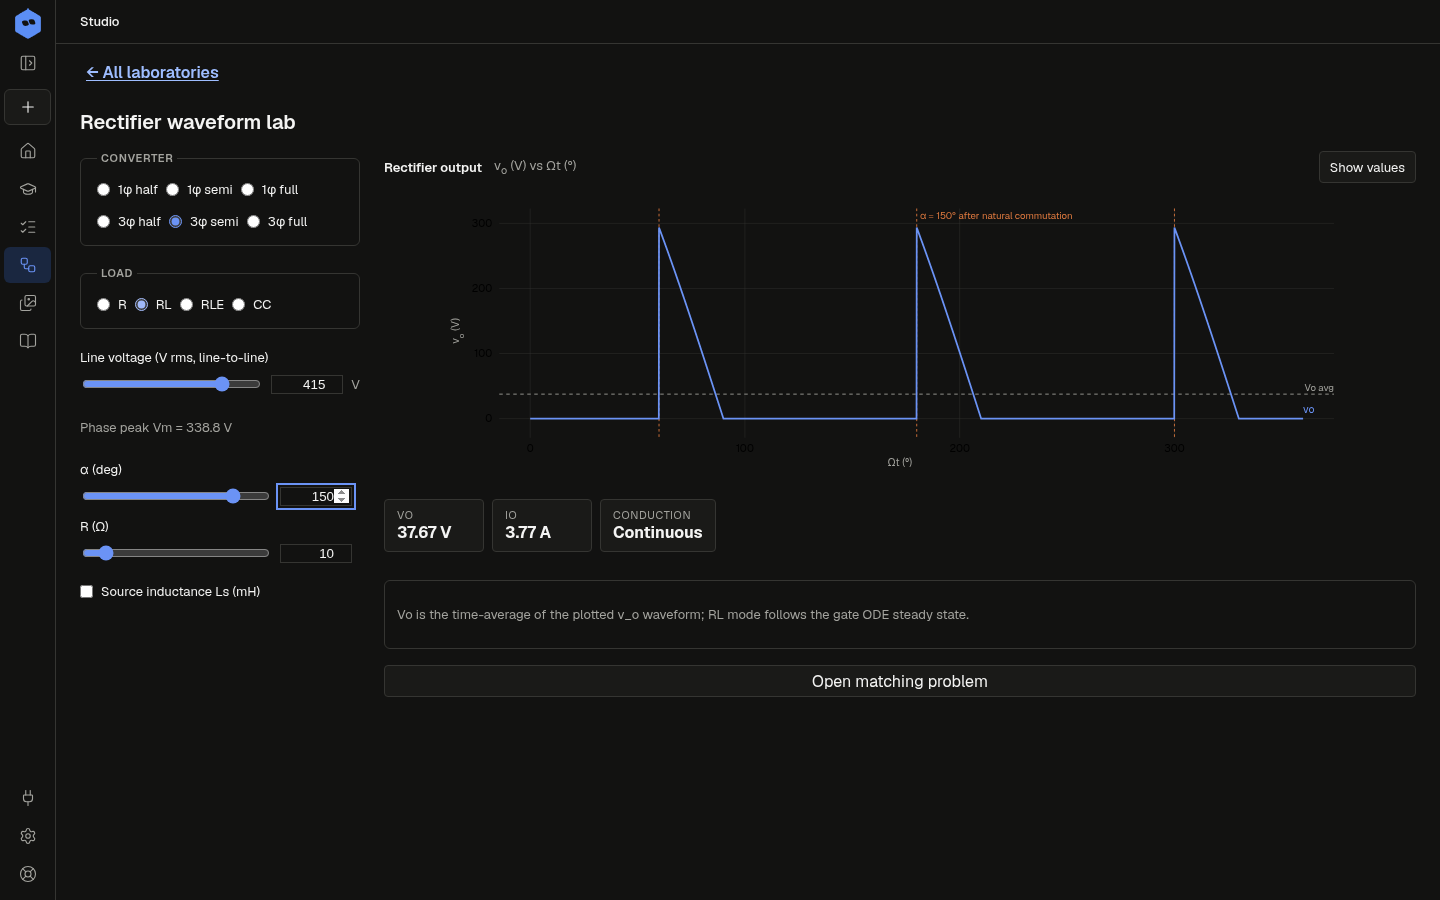 Studio
← All laboratories
Rectifier waveform lab
CONVERTER
1φ half 1φ semi 1φ full
3φ half 3φ semi 3φ full
LOAD
R RL RLE CC
Line voltage (V rms, line-to-line)
415 V
Phase peak Vm = 338.8 V
α (deg)
150
R (Ω)
10
Source inductance Ls (mH)
Rectifier output vo (V) vs Ωt (°)
Show values
α = 150° after natural commutation
300
200
100
0
vo (V)
Vo avg
vo
0 100 200 300
Ωt (°)
VO
37.67 V
IO
3.77 A
CONDUCTION
Continuous
Vo is the time-average of the plotted v_o waveform; RL mode follows the gate ODE steady state.
Open matching problem